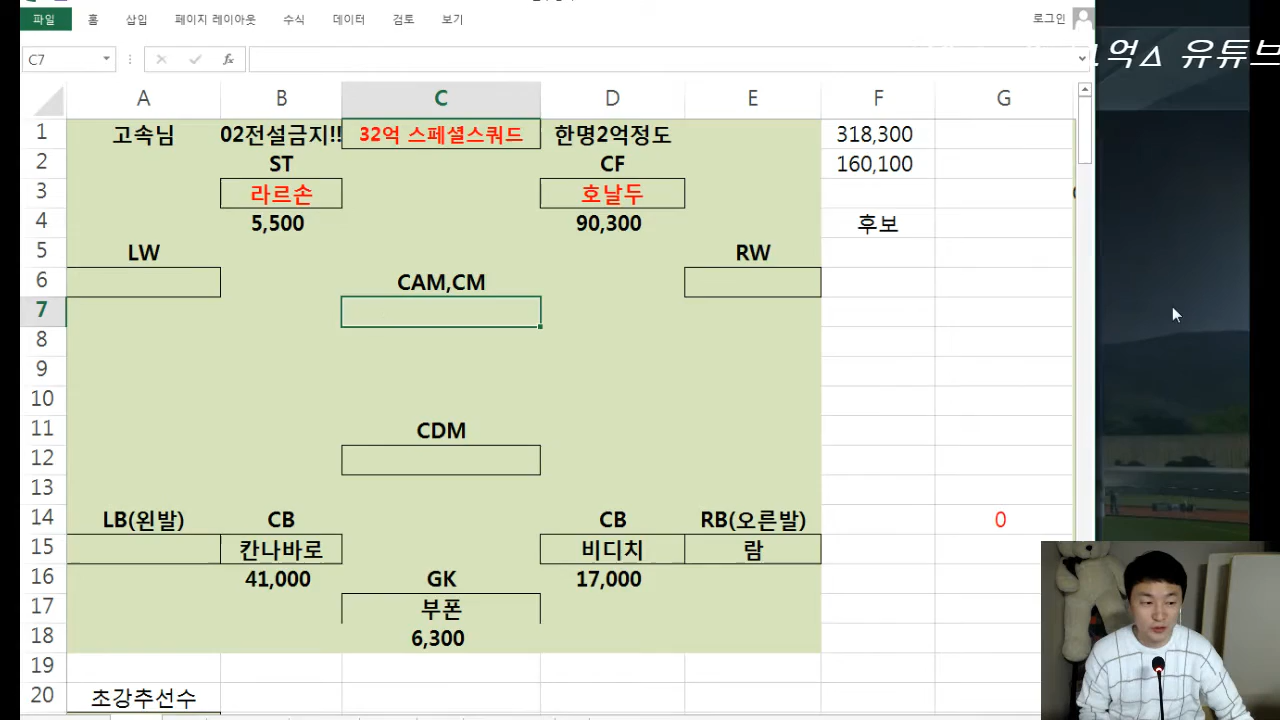 파일 홈 삽입 페이지 레이아웃 수식 데이터 검토 보기 로그인
억 유튜브
C7 fx
A B C D E F G
1 고속님 02전설금지!! 32억 스페셜스쿼드 한명2억정도 318,300
2 ST CF 160,100
3 라르손 호날두
4 5,500 90,300 후보
5 LW RW
6 CAM,CM
7
8
9
10
11 CDM
12
13
14 LB(왼발) CB CB RB(오른발) 0
15 칸나바로 비디치 람
16 41,000 GK 17,000
17 부폰
18 6,300
19
20 초강추선수